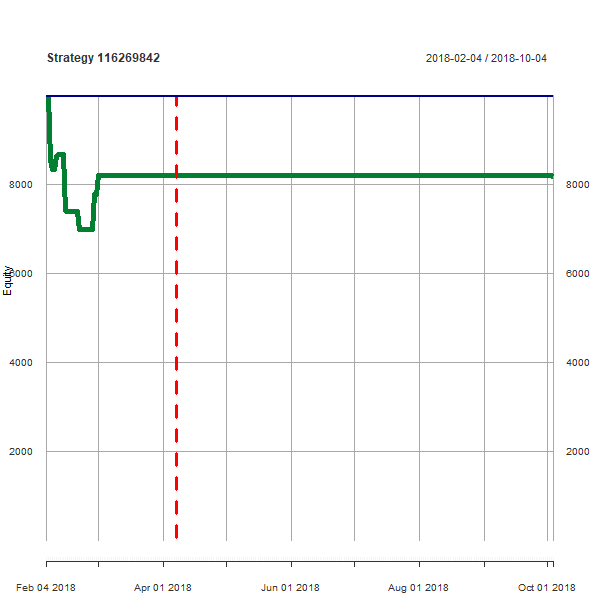 Strategy 116269842
2018-02-04 / 2018-10-04
8000
8000
Equity
6000
6000
4000
4000
2000
2000
Feb 04 2018
Apr 01 2018
Jun 01 2018
Aug 01 2018
Oct 01 2018